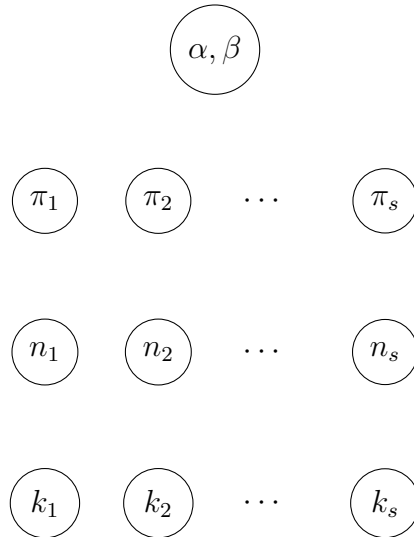 α, β
π₁ π₂ ⋯ πₛ
n₁ n₂ ⋯ nₛ
k₁ k₂ ⋯ kₛ